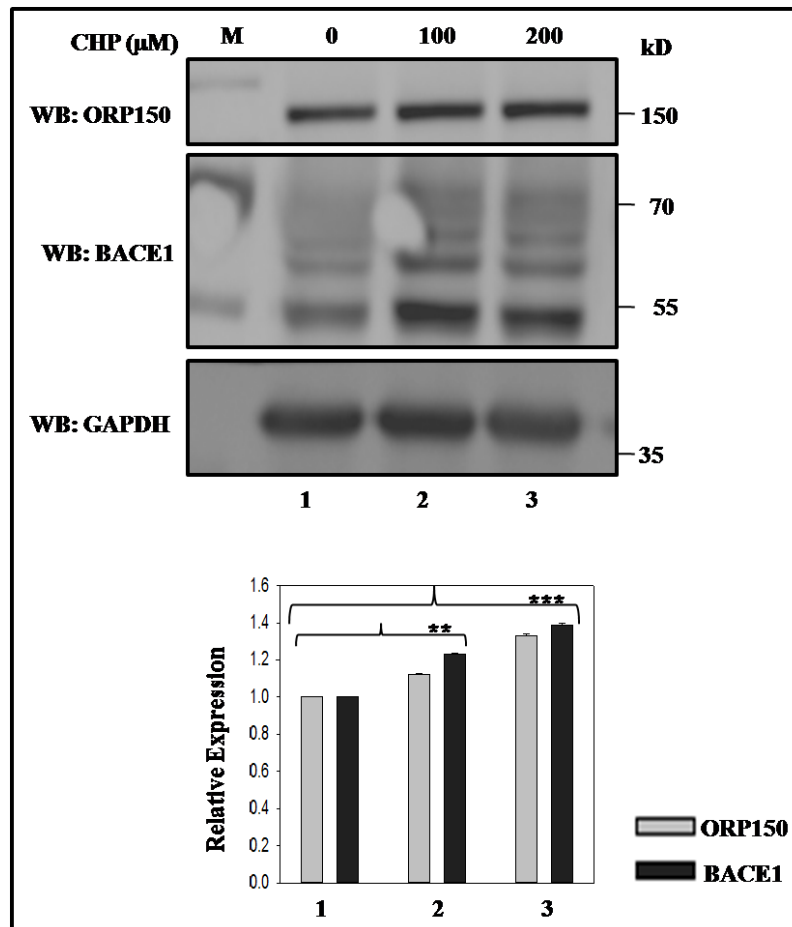 CHP (µM) M 0 100 200 kD
WB: ORP150 150
70
WB: BACE1
55
WB: GAPDH
35
1 2 3
1.6
1.4
1.2
1.0
0.8
0.6
0.4
0.2
0.0
Relative Expression
**
***
1 2 3
ORP150
BACE1